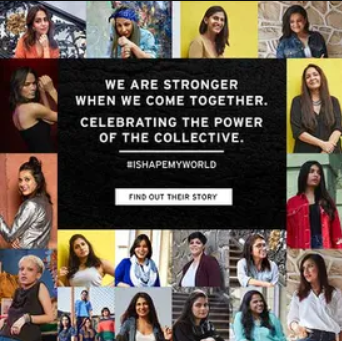 WE ARE STRONGER
WHEN WE COME TOGETHER.
CELEBRATING THE POWER
OF THE COLLECTIVE.
#ISHAPEMYWORLD
FIND OUT THEIR STORY